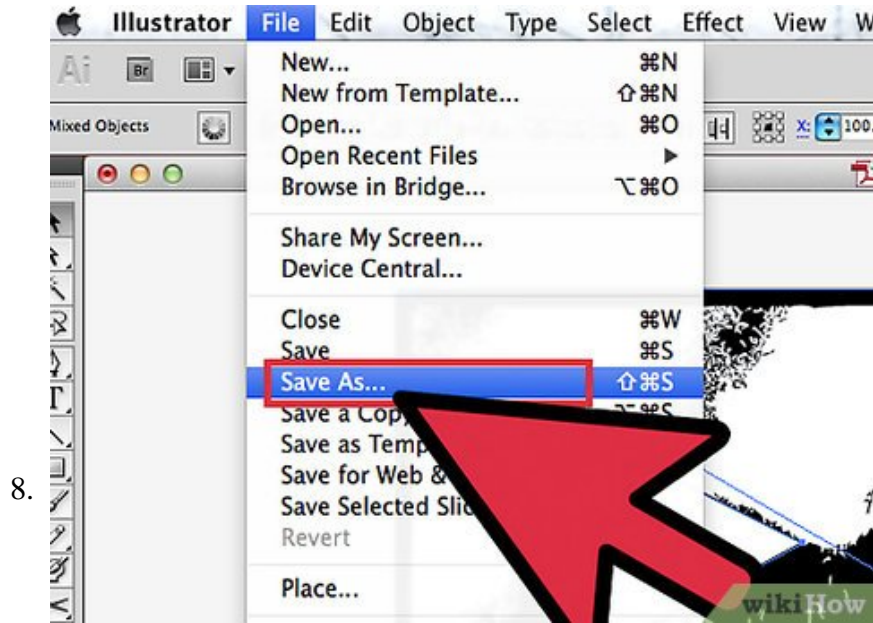 Illustrator File Edit Object Type Select Effect View W
Ai Br
New... ⌘N
New from Template... ⇧⌘N
Mixed Objects
Open... ⌘O
X: 100.
Open Recent Files ▶
Browse in Bridge... ⌥⌘O
Share My Screen...
Device Central...
Close ⌘W
Save ⌘S
Save As... ⇧⌘S
Save a Cop
Save as Temp
8.
Save for Web &
Save Selected Slic
Revert
Place...
wikiHow